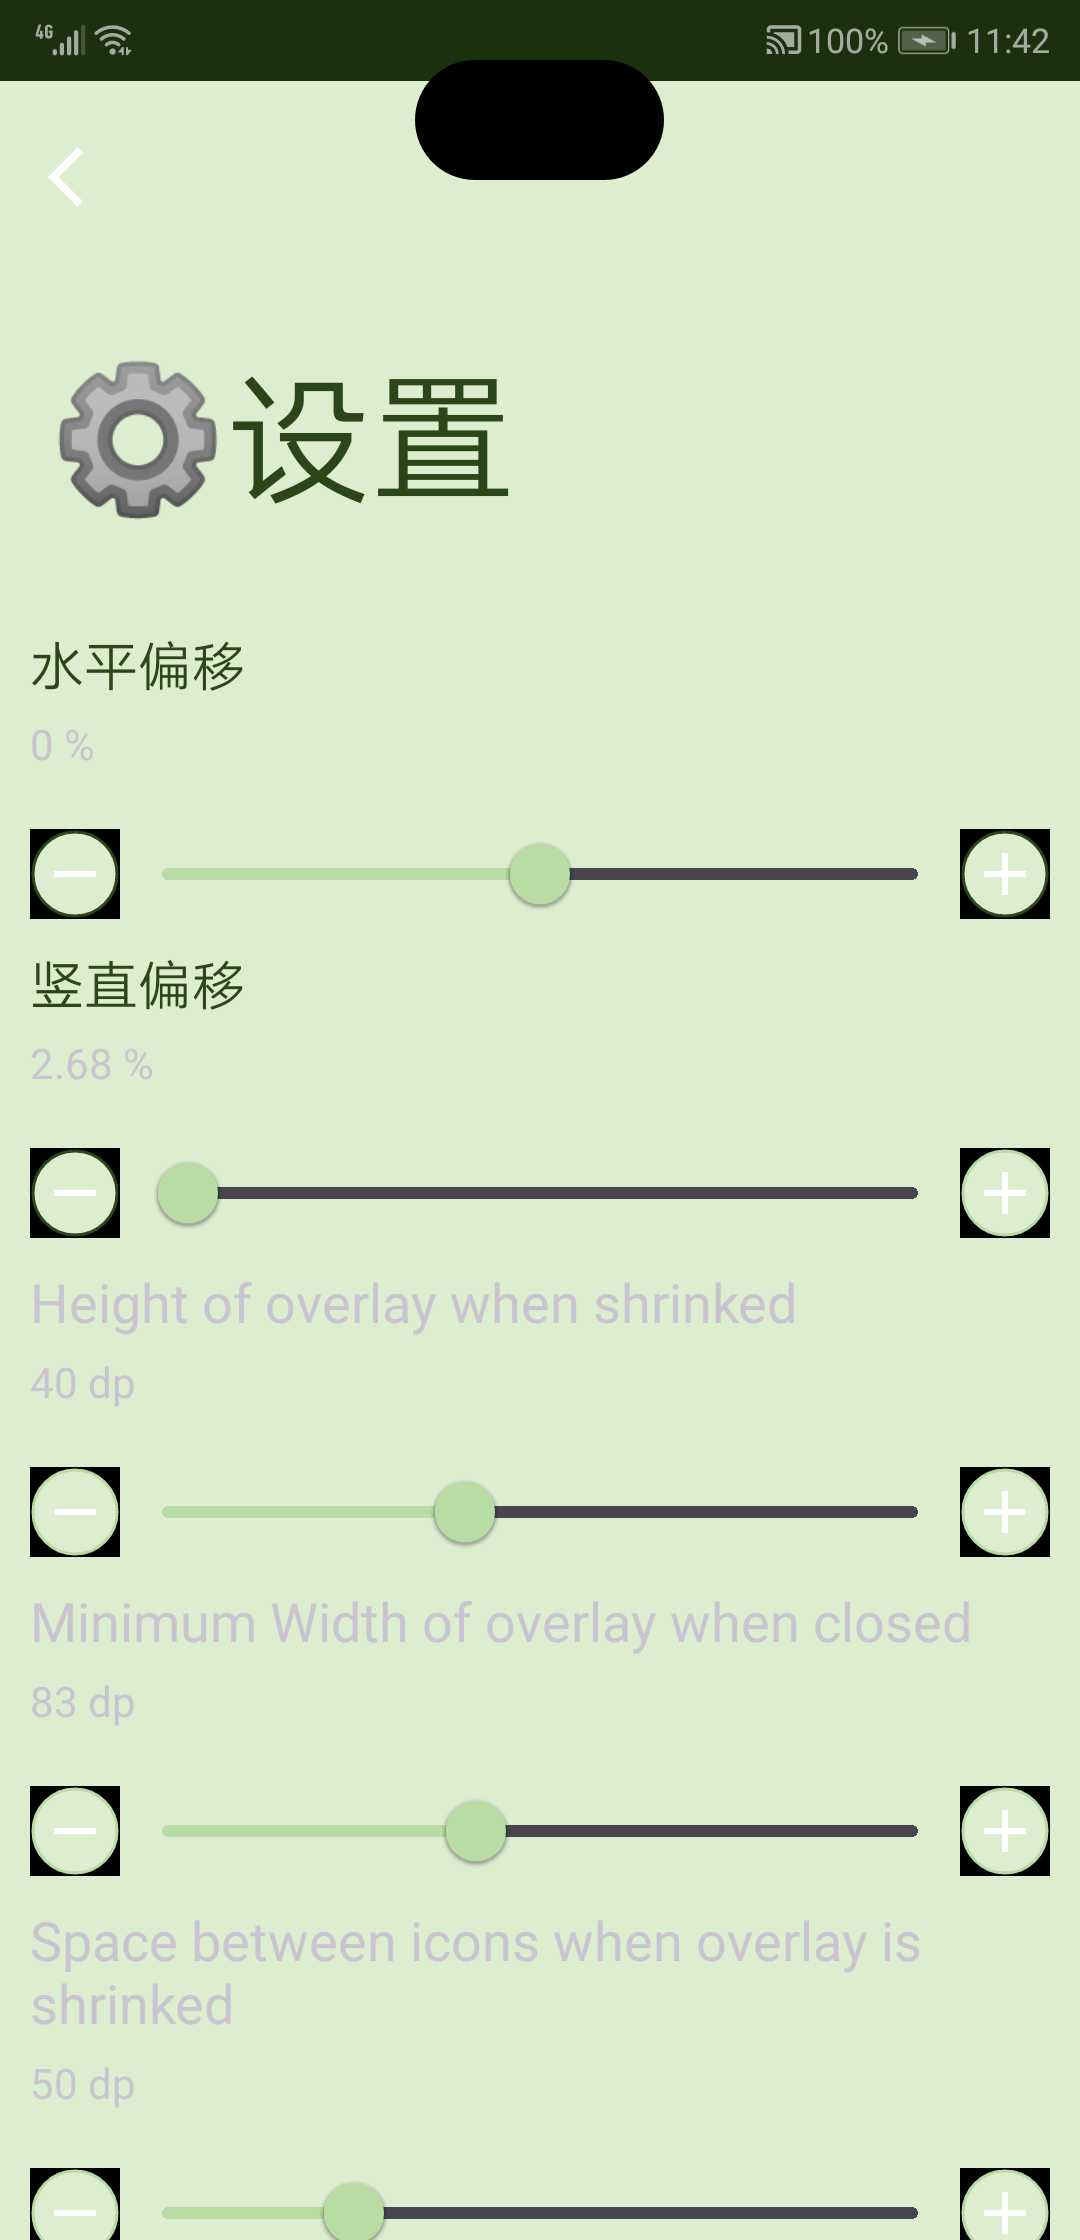 4G 100% 11:42
设置
水平偏移
0 %
竖直偏移
2.68 %
Height of overlay when shrinked
40 dp
Minimum Width of overlay when closed
83 dp
Space between icons when overlay is
shrinked
50 dp